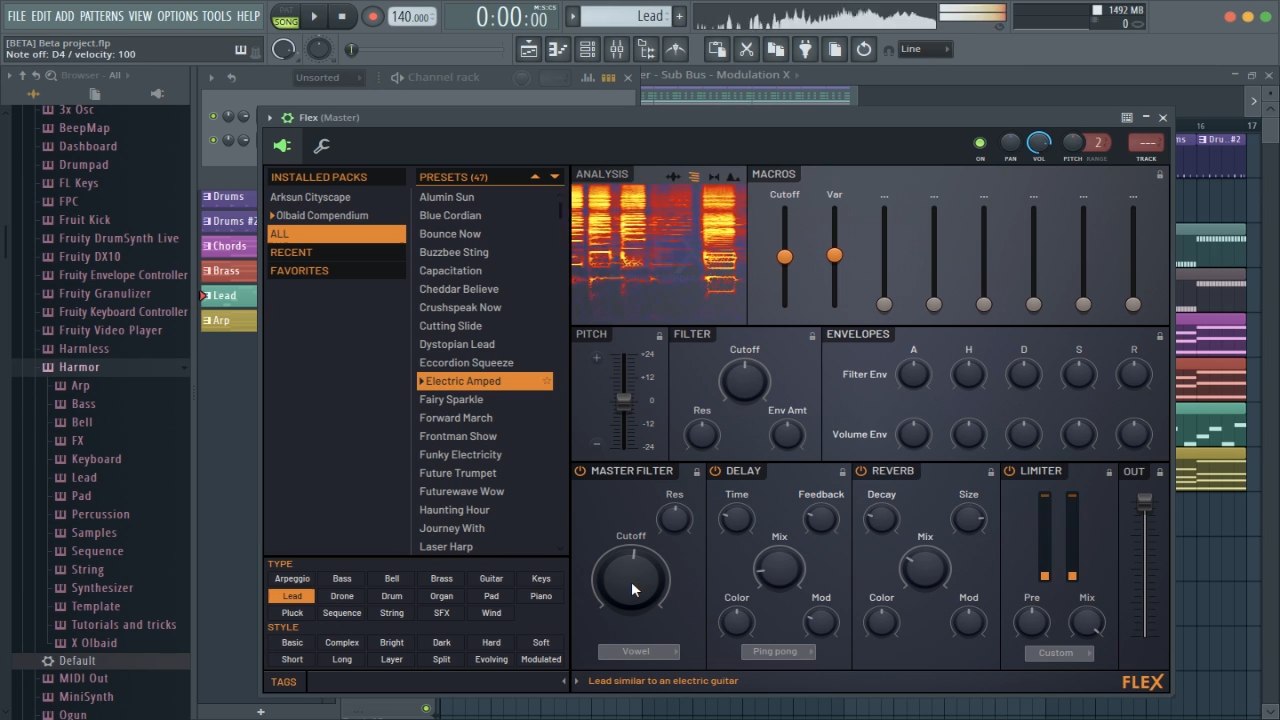 FILE EDIT ADD PATTERNS VIEW OPTIONS TOOLS HELP
PAT
SONG
140.000
0:00:00
M:S:CS
Lead
1492 MB
0
[BETA] Beta project.flp
Note off: D4 / velocity: 100
Line
Browser - All
Unsorted
Channel rack
er - Sub Bus - Modulation X
3x Osc
BeepMap
Dashboard
Drumpad
FL Keys
FPC
Fruit Kick
Fruity DrumSynth Live
Fruity DX10
Fruity Envelope Controller
Fruity Granulizer
Fruity Keyboard Controller
Fruity Video Player
Harmless
Harmor
Arp
Bass
Bell
FX
Keyboard
Lead
Pad
Percussion
Samples
Sequence
String
Synthesizer
Template
Tutorials and tricks
X Olbaid
Default
MIDI Out
MiniSynth
Ogun
Drums
Drums #2
Chords
Brass
Lead
Arp
16
17
ms
Dru..#2
Flex (Master)
ON
PAN
VOL
PITCH
RANGE
2
---
TRACK
INSTALLED PACKS
Arksun Cityscape
Olbaid Compendium
ALL
RECENT
FAVORITES
PRESETS (47)
Alumin Sun
Blue Cordian
Bounce Now
Buzzbee Sting
Capacitation
Cheddar Believe
Crushspeak Now
Cutting Slide
Dystopian Lead
Eccordion Squeeze
Electric Amped
Fairy Sparkle
Forward March
Frontman Show
Funky Electricity
Future Trumpet
Futurewave Wow
Haunting Hour
Journey With
Laser Harp
TYPE
Arpeggio Bass Bell Brass Guitar Keys
Lead Drone Drum Organ Pad Piano
Pluck Sequence String SFX Wind
STYLE
Basic Complex Bright Dark Hard Soft
Short Long Layer Split Evolving Modulated
TAGS
ANALYSIS
MACROS
Cutoff Var ... ... ... ... ... ...
PITCH
+24
+12
0
-12
-24
FILTER
Cutoff
Res
Env Amt
ENVELOPES
A H D S R
Filter Env
Volume Env
MASTER FILTER
Res
Cutoff
Vowel
DELAY
Time
Feedback
Mix
Color
Mod
Ping pong
REVERB
Decay
Size
Mix
Color
Mod
LIMITER
Pre
Mix
Custom
OUT
Lead similar to an electric guitar
FLEX